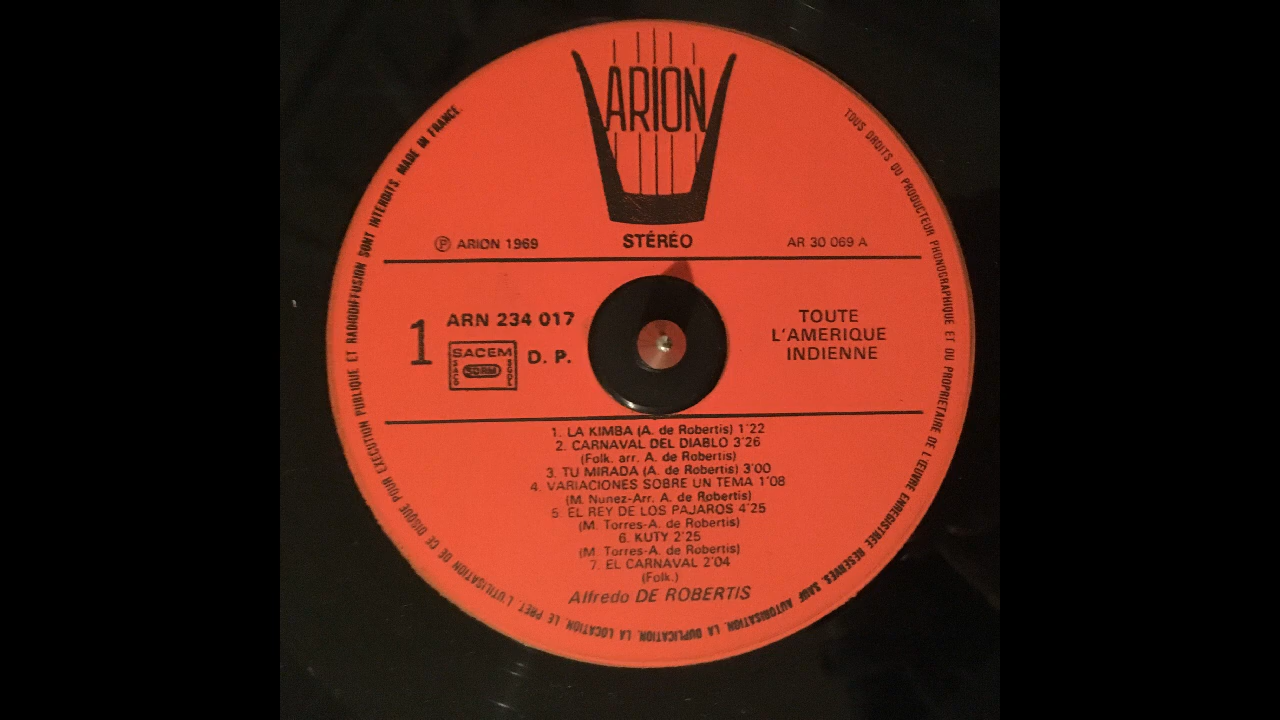 ARION
Ⓟ ARION 1969
STÉRÉO
AR 30 069 A
1
ARN 234 017
SACEM
SACD
SDRM
SGDL
D. P.
TOUTE
L'AMERIQUE
INDIENNE
1. LA KIMBA (A. de Robertis) 1'22
2. CARNAVAL DEL DIABLO 3'26
(Folk. arr. A. de Robertis)
3. TU MIRADA (A. de Robertis) 3'00
4. VARIACIONES SOBRE UN TEMA 1'08
(M. Nunez-Arr. A. de Robertis)
5. EL REY DE LOS PAJAROS 4'25
(M. Torres-A. de Robertis)
6. KUTY 2'25
(M. Torres-A. de Robertis)
7. EL CARNAVAL 2'04
(Folk.)
Alfredo DE ROBERTIS
TOUS DROITS DU PRODUCTEUR PHONOGRAPHIQUE ET DU PROPRIETAIRE DE L'ŒUVRE ENREGISTRÉE RESERVES. SAUF AUTORISATION, LA DUPLICATION, LA LOCATION, LE PRET, L'UTILISATION DE CE DISQUE POUR EXECUTION PUBLIQUE ET RADIODIFFUSION SONT INTERDITS. MADE IN FRANCE.